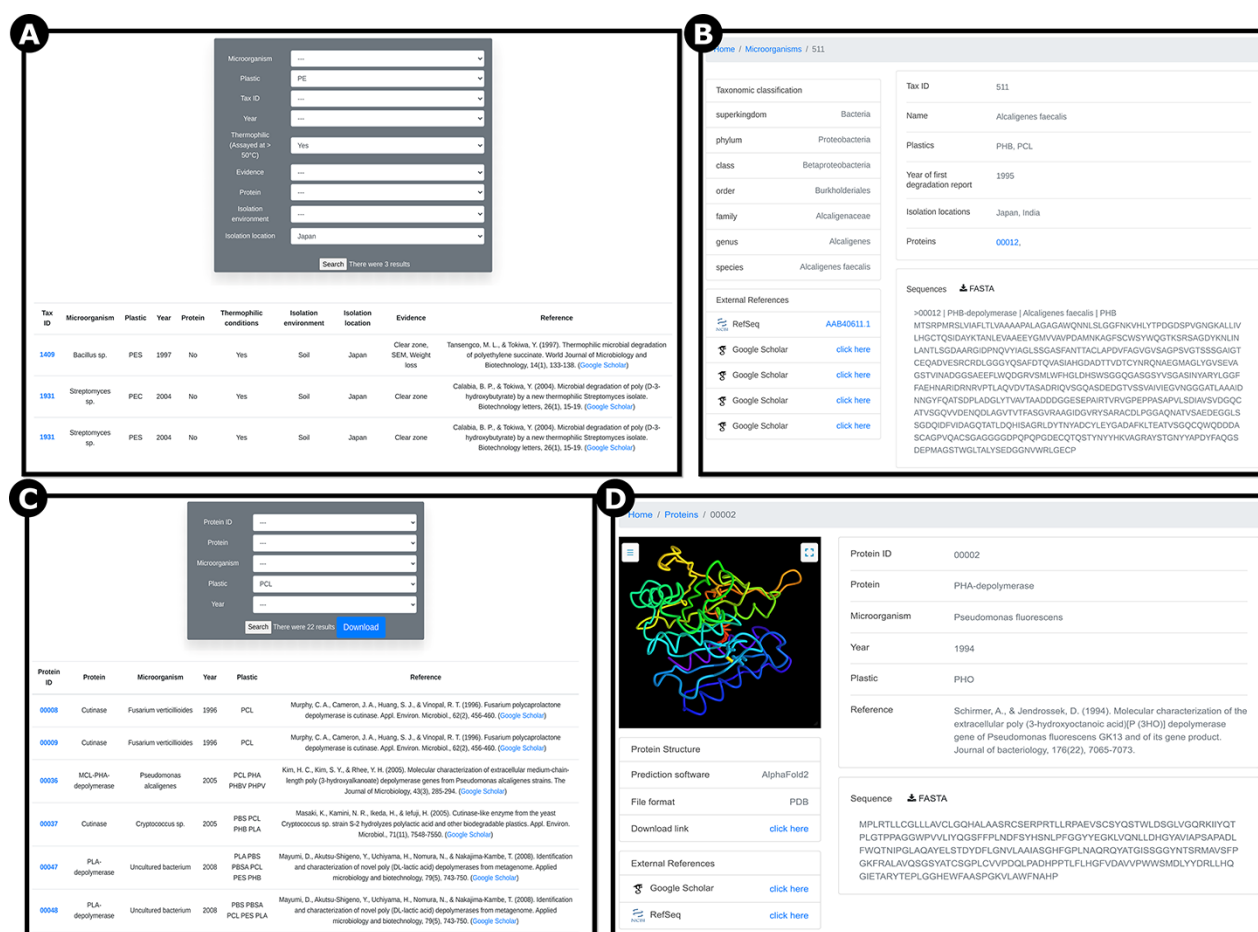 A
Microorganism ---
Plastic PE
Tax ID ---
Year ---
Thermophilic
(Assayed at > Yes
50°C)
Evidence ---
Protein ---
Isolation
environment ---
Isolation location Japan
Search There were 3 results
Tax ID Microorganism Plastic Year Protein Thermophilic conditions Isolation environment Isolation location Evidence Reference
1409 Bacillus sp. PES 1997 No Yes Soil Japan Clear zone, SEM, Weight loss Tansengco, M. L., & Tokiwa, Y. (1997). Thermophilic microbial degradation
of polyethylene succinate. World Journal of Microbiology and
Biotechnology, 14(1), 133-138. (Google Scholar)
1931 Streptomyces sp. PEC 2004 No Yes Soil Japan Clear zone Calabia, B. P., & Tokiwa, Y. (2004). Microbial degradation of poly (D-3-
hydroxybutyrate) by a new thermophilic Streptomyces isolate.
Biotechnology letters, 26(1), 15-19. (Google Scholar)
1931 Streptomyces sp. PES 2004 No Yes Soil Japan Clear zone Calabia, B. P., & Tokiwa, Y. (2004). Microbial degradation of poly (D-3-
hydroxybutyrate) by a new thermophilic Streptomyces isolate.
Biotechnology letters, 26(1), 15-19. (Google Scholar)
B
Home / Microorganisms / 511
Taxonomic classification
superkingdom Bacteria
phylum Proteobacteria
class Betaproteobacteria
order Burkholderiales
family Alcaligenaceae
genus Alcaligenes
species Alcaligenes faecalis
External References
RefSeq AAB40611.1
Google Scholar click here
Google Scholar click here
Google Scholar click here
Google Scholar click here
Tax ID 511
Name Alcaligenes faecalis
Plastics PHB, PCL
Year of first
degradation report 1995
Isolation locations Japan, India
Proteins 00012,
Sequences FASTA
>00012 | PHB-depolymerase | Alcaligenes faecalis | PHB
C
Protein ID ---
Protein ---
Microorganism ---
Plastic PCL
Year ---
Search There were 22 results Download
Protein ID Protein Microorganism Year Plastic Reference
00008 Cutinase Fusarium verticillioides 1996 PCL Murphy, C. A., Cameron, J. A., Huang, S. J., & Vinopal, R. T. (1996). Fusarium polycaprolactone
depolymerase is cutinase. Appl. Environ. Microbiol., 62(2), 456-460. (Google Scholar)
00009 Cutinase Fusarium verticillioides 1996 PCL Murphy, C. A., Cameron, J. A., Huang, S. J., & Vinopal, R. T. (1996). Fusarium polycaprolactone
depolymerase is cutinase. Appl. Environ. Microbiol., 62(2), 456-460. (Google Scholar)
00036 MCL-PHA-depolymerase Pseudomonas alcaligenes 2005 PCL PHA PHBV PHPV Kim, H. C., Kim, S. Y., & Rhee, Y. H. (2005). Molecular characterization of extracellular medium-chain-
length poly (3-hydroxyalkanoate) depolymerase genes from Pseudomonas alcaligenes strains. The
Journal of Microbiology, 43(3), 285-294. (Google Scholar)
00037 Cutinase Cryptococcus sp. 2005 PBS PCL PHB PLA Masaki, K., Kamini, N. R., Ikeda, H., & Iefuji, H. (2005). Cutinase-like enzyme from the yeast
Cryptococcus sp. strain S-2 hydrolyzes polylactic acid and other biodegradable plastics. Appl. Environ.
Microbiol., 71(11), 7548-7550. (Google Scholar)
00047 PLA-depolymerase Uncultured bacterium 2008 PLA PBS PBSA PCL PES PHB Mayumi, D., Akutsu-Shigeno, Y., Uchiyama, H., Nomura, N., & Nakajima-Kambe, T. (2008). Identification
and characterization of novel poly (DL-lactic acid) depolymerases from metagenome. Applied
microbiology and biotechnology, 79(5), 743-750. (Google Scholar)
00048 PLA-depolymerase Uncultured bacterium 2008 PBS PBSA PCL PES PLA Mayumi, D., Akutsu-Shigeno, Y., Uchiyama, H., Nomura, N., & Nakajima-Kambe, T. (2008). Identification
and characterization of novel poly (DL-lactic acid) depolymerases from metagenome. Applied
microbiology and biotechnology, 79(5), 743-750. (Google Scholar)
D
Home / Proteins / 00002
Protein Structure
Prediction software AlphaFold2
File format PDB
Download link click here
External References
Google Scholar click here
RefSeq click here
Protein ID 00002
Protein PHA-depolymerase
Microorganism Pseudomonas fluorescens
Year 1994
Plastic PHO
Reference Schirmer, A., & Jendrossek, D. (1994). Molecular characterization of the
extracellular poly (3-hydroxyoctanoic acid)[P (3HO)] depolymerase
gene of Pseudomonas fluorescens GK13 and of its gene product.
Journal of bacteriology, 176(22), 7065-7073.
Sequence FASTA